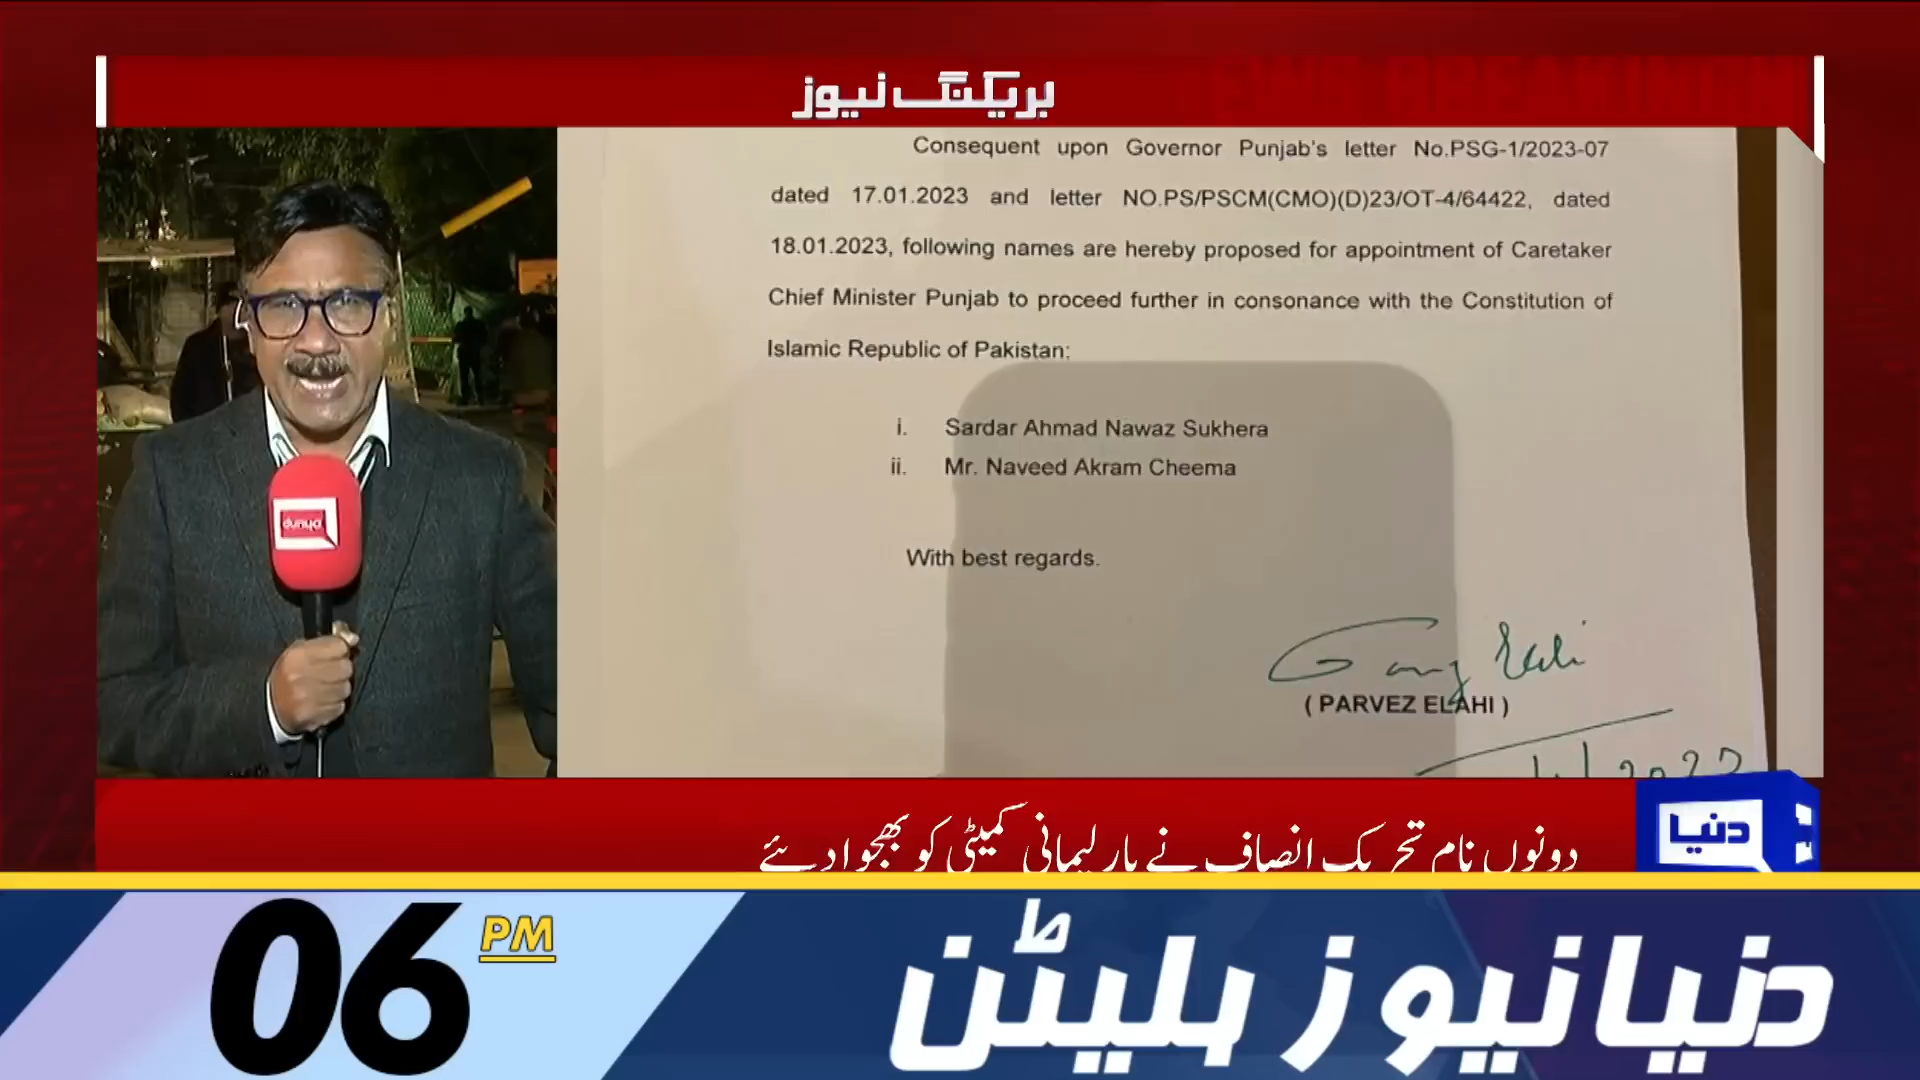 بریکنگ نیوز
Consequent upon Governor Punjab's letter No.PSG-1/2023-07
dated 17.01.2023 and letter NO.PS/PSCM(CMO)(D)23/OT-4/64422, dated
18.01.2023, following names are hereby proposed for appointment of Caretaker
Chief Minister Punjab to proceed further in consonance with the Constitution of
Islamic Republic of Pakistan:
i. Sardar Ahmad Nawaz Sukhera
ii. Mr. Naveed Akram Cheema
With best regards.
( PARVEZ ELAHI )
dunya
دونوں نام تحریک انصاف نے پارلیمانی کمیٹی کو بھجوا دئے
دنیا
06 PM
دنیا نیوز بلیٹن